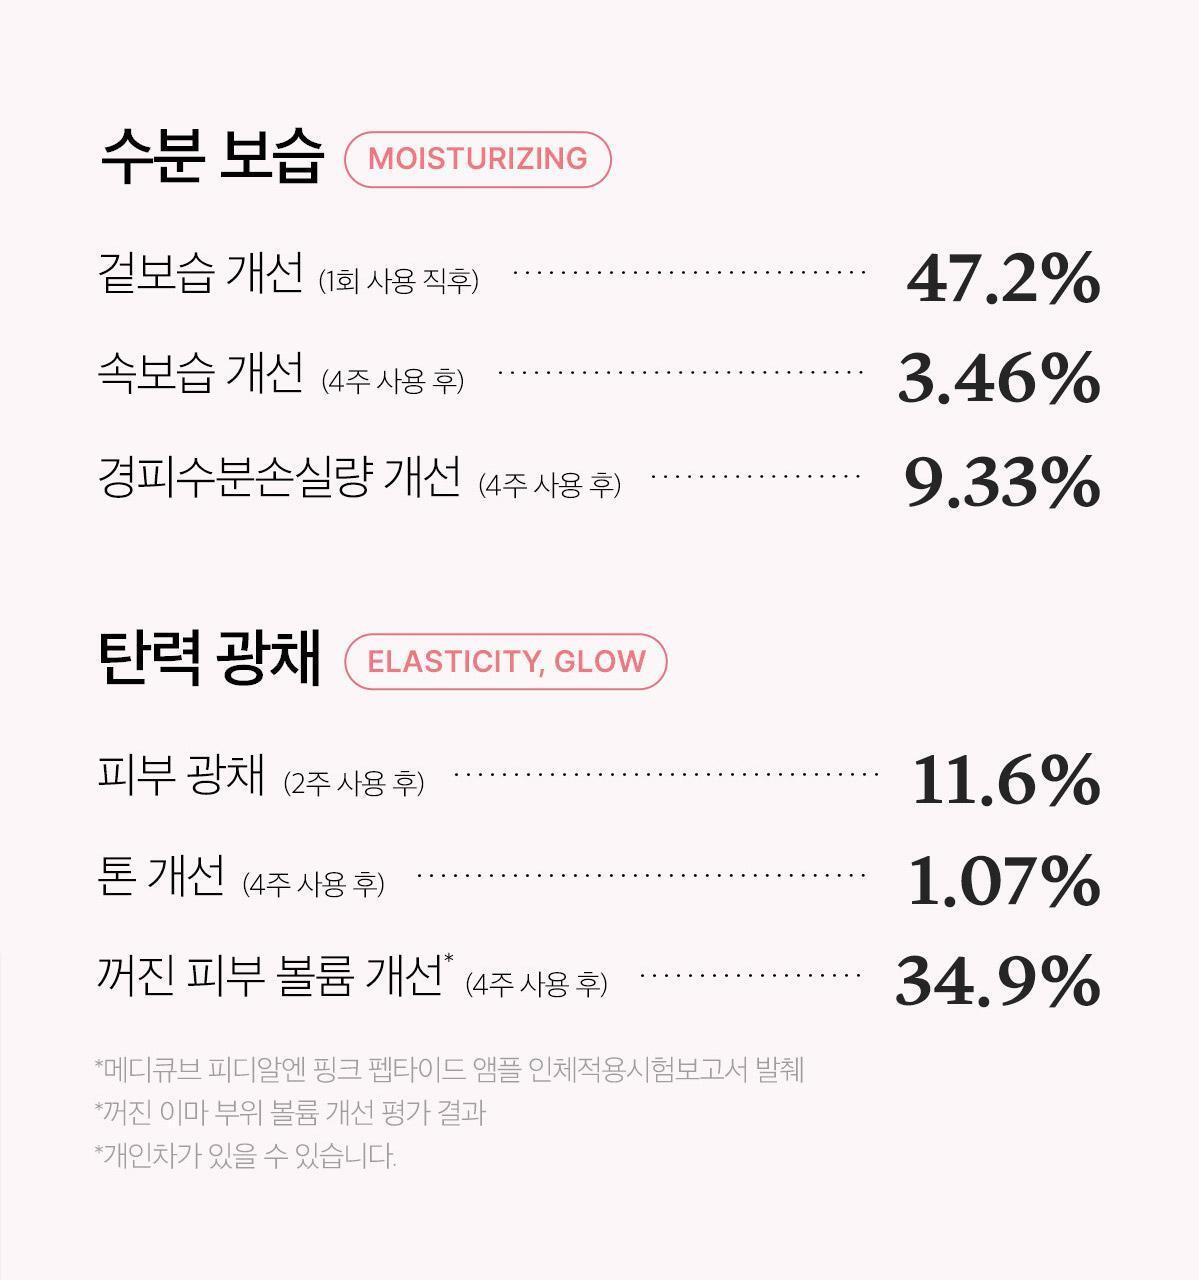 수분 보습 MOISTURIZING
겉보습 개선 (1회 사용 직후) 47.2%
속보습 개선 (4주 사용 후) 3.46%
경피수분손실량 개선 (4주 사용 후) 9.33%
탄력 광채 ELASTICITY, GLOW
피부 광채 (2주 사용 후) 11.6%
톤 개선 (4주 사용 후) 1.07%
꺼진 피부 볼륨 개선* (4주 사용 후) 34.9%
*메디큐브 피디알엔 핑크 펩타이드 앰플 인체적용시험보고서 발췌
*꺼진 이마 부위 볼륨 개선 평가 결과
*개인차가 있을 수 있습니다.